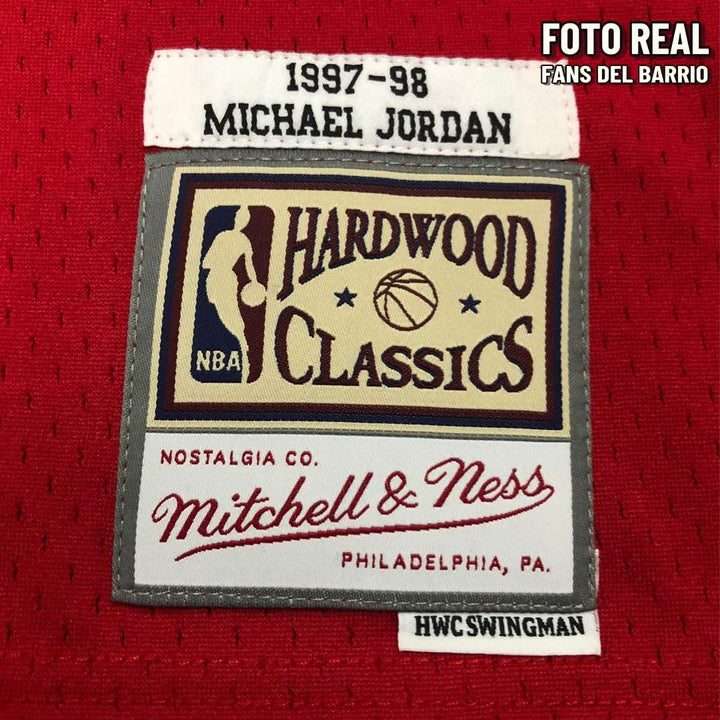 FOTO REAL
FANS DEL BARRIO
1997-98
MICHAEL JORDAN
HARDWOOD
CLASSICS
NBA
NOSTALGIA CO.
Mitchell & Ness
PHILADELPHIA, PA.
HWC SWINGMAN